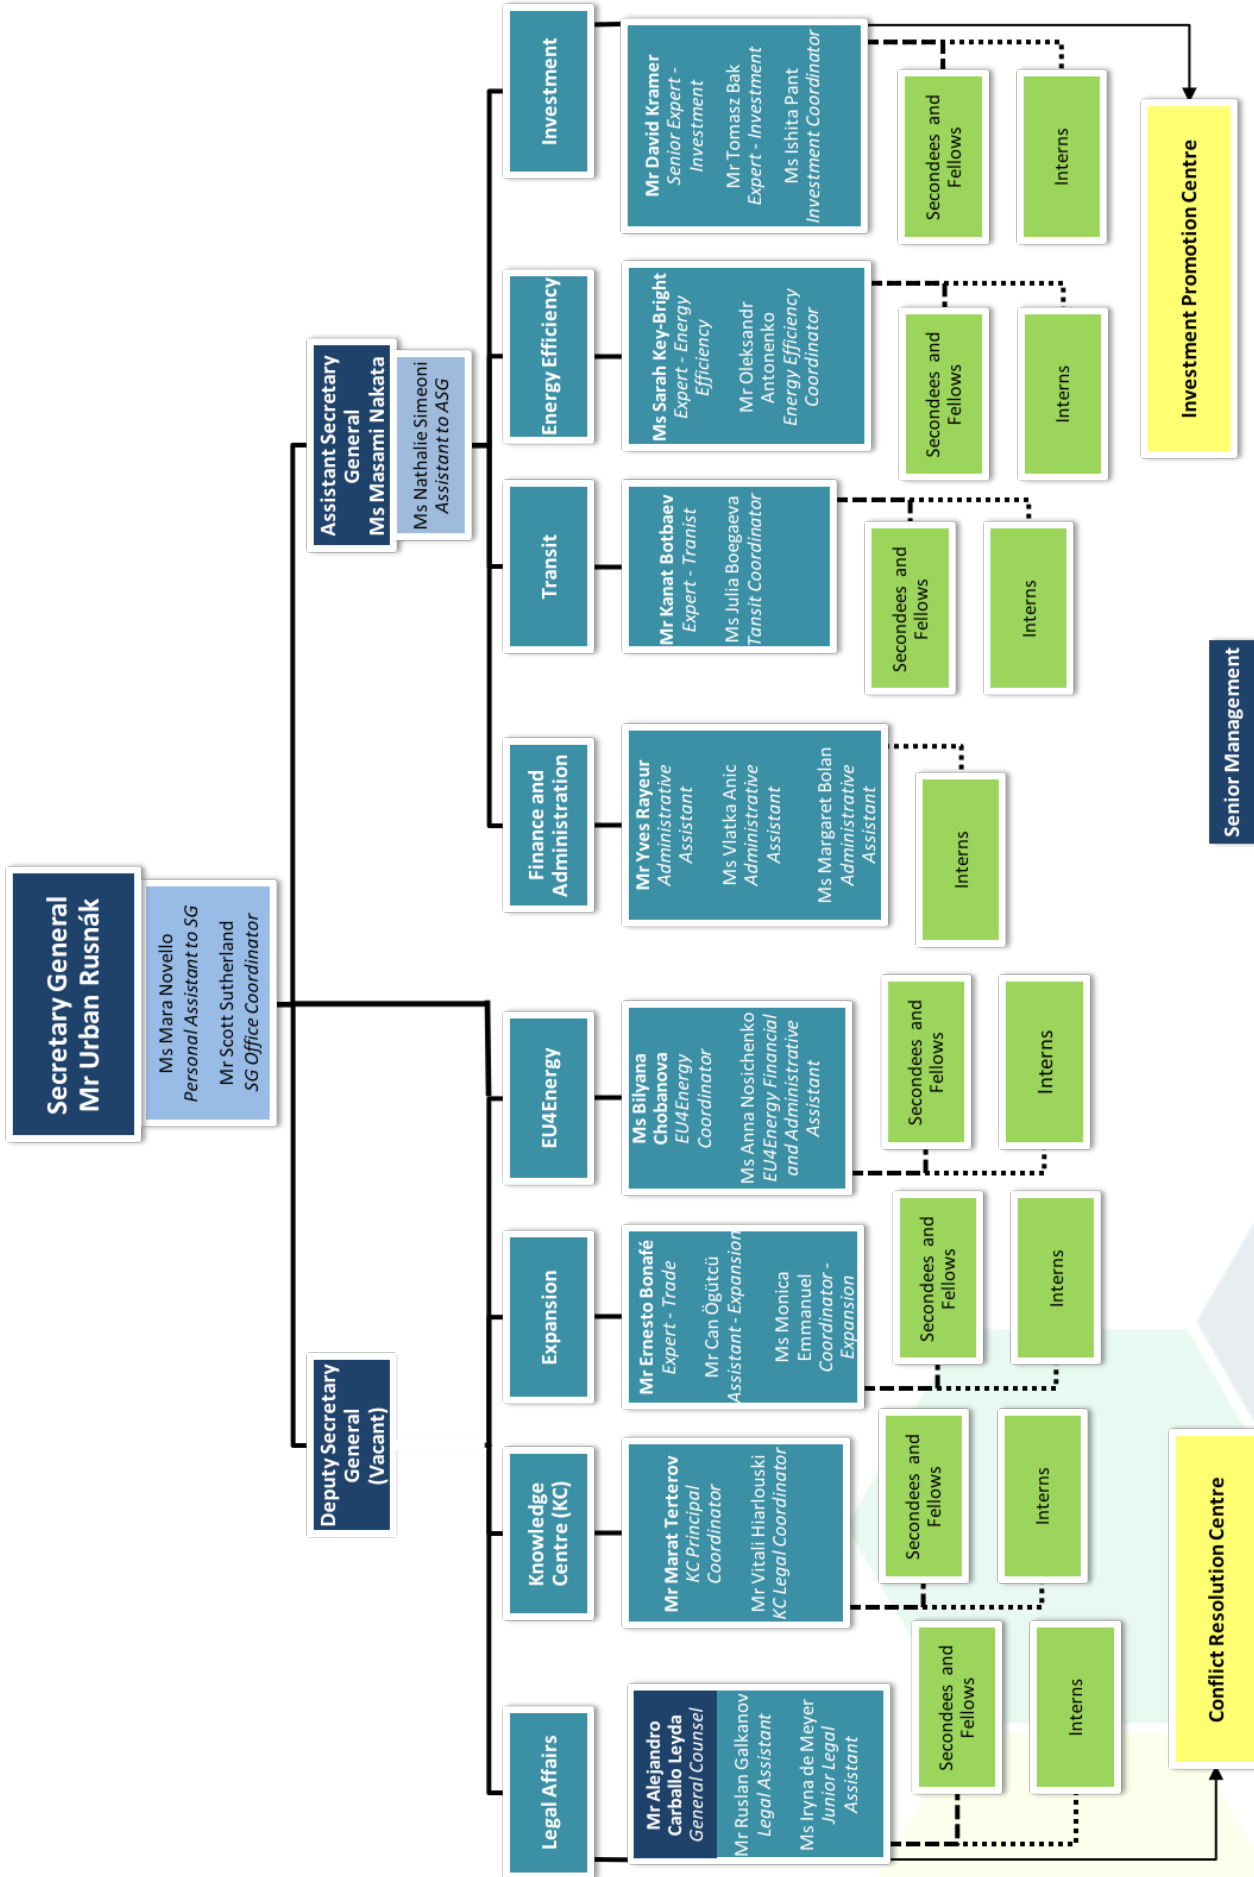 Secretary General
Mr Urban Rusnák
Ms Mara Novello
Personal Assistant to SG
Mr Scott Sutherland
SG Office Coordinator
Deputy Secretary
General
(Vacant)
Assistant Secretary
General
Ms Masami Nakata
Ms Nathalie Simeoni
Assistant to ASG
Legal Affairs
Knowledge
Centre (KC)
Expansion
EU4Energy
Finance and
Administration
Transit
Energy Efficiency
Investment
Mr Alejandro
Carballo Leyda
General Counsel
Mr Ruslan Galkanov
Legal Assistant
Ms Iryna de Meyer
Junior Legal
Assistant
Mr Marat Terterov
KC Principal
Coordinator
Mr Vitali Hiarlouski
KC Legal Coordinator
Mr Ernesto Bonafé
Expert - Trade
Mr Can Ögütcü
Assistant - Expansion
Ms Monica
Emmanuel
Coordinator -
Expansion
Ms Bilyana
Chobanova
EU4Energy
Coordinator
Ms Anna Nosichenko
EU4Energy Financial
and Administrative
Assistant
Mr Yves Rayeur
Administrative
Assistant
Ms Vlatka Anic
Administrative
Assistant
Ms Margaret Bolan
Administrative
Assistant
Mr Kanat Botbaev
Expert - Tranist
Ms Julia Boegaeva
Tansit Coordinator
Ms Sarah Key-Bright
Expert - Energy
Efficiency
Mr Oleksandr
Antonenko
Energy Efficiency
Coordinator
Mr David Kramer
Senior Expert -
Investment
Mr Tomasz Bak
Expert - Investment
Ms Ishita Pant
Investment Coordinator
Secondees and
Fellows
Interns
Secondees and
Fellows
Interns
Secondees and
Fellows
Interns
Secondees and
Fellows
Interns
Interns
Secondees and
Fellows
Interns
Secondees and
Fellows
Interns
Secondees and
Fellows
Interns
Conflict Resolution Centre
Investment Promotion Centre
Senior Management